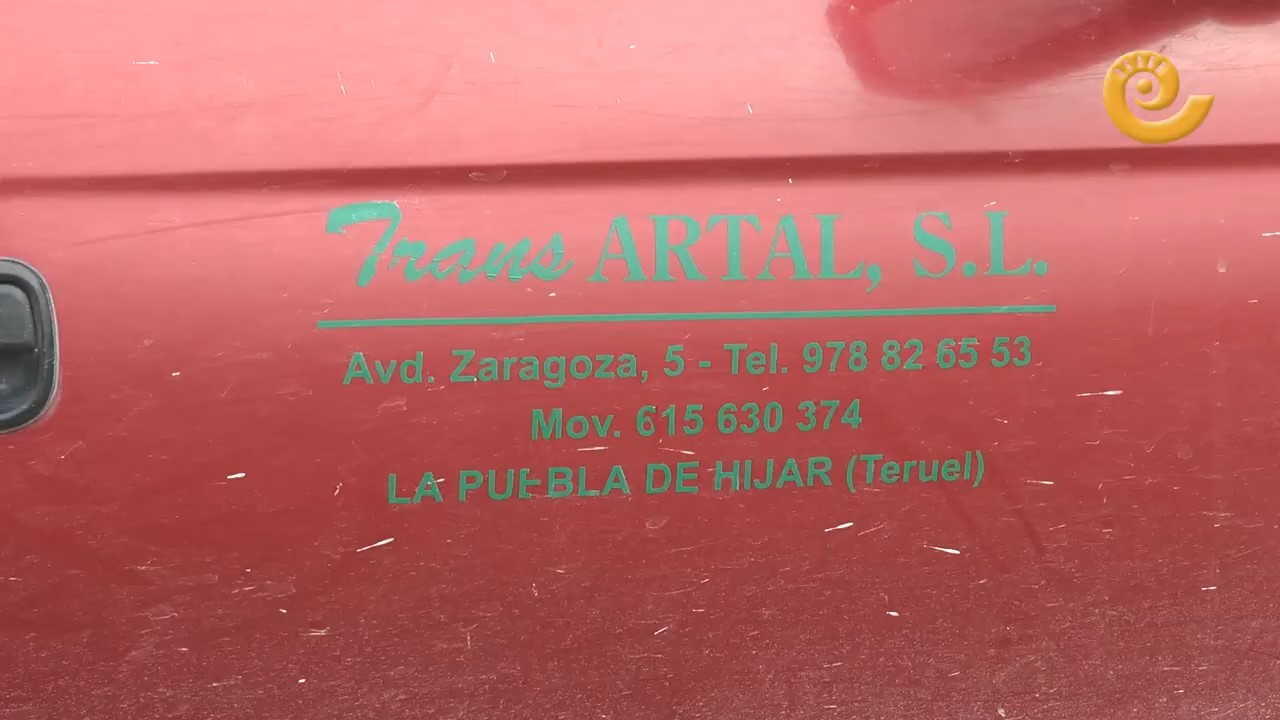 Trans ARTAL, S.L.
Avd. Zaragoza, 5 - Tel. 978 82 65 53
Mov. 615 630 374
LA PUEBLA DE HIJAR (Teruel)